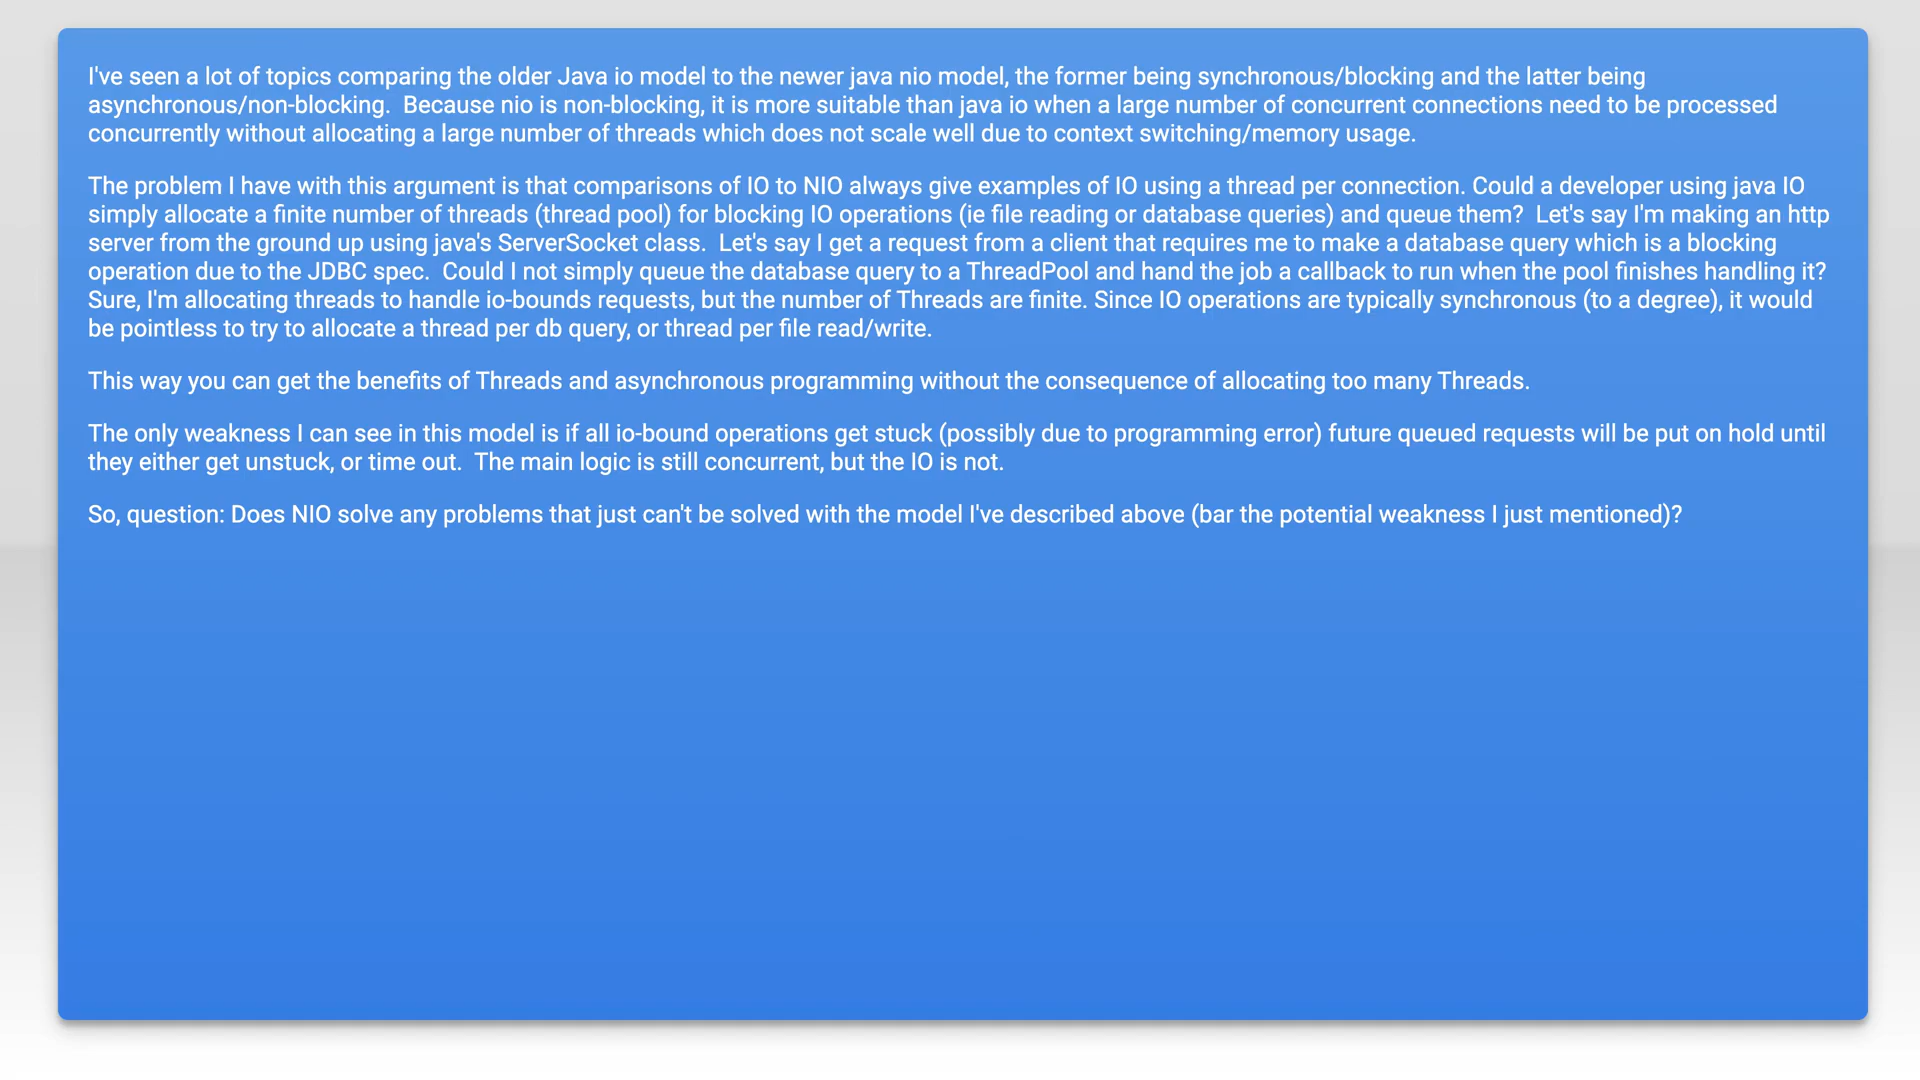 I've seen a lot of topics comparing the older Java io model to the newer java nio model, the former being synchronous/blocking and the latter being
asynchronous/non-blocking.  Because nio is non-blocking, it is more suitable than java io when a large number of concurrent connections need to be processed
concurrently without allocating a large number of threads which does not scale well due to context switching/memory usage.
The problem I have with this argument is that comparisons of IO to NIO always give examples of IO using a thread per connection. Could a developer using java IO
simply allocate a finite number of threads (thread pool) for blocking IO operations (ie file reading or database queries) and queue them?  Let's say I'm making an http
server from the ground up using java's ServerSocket class.  Let's say I get a request from a client that requires me to make a database query which is a blocking
operation due to the JDBC spec.  Could I not simply queue the database query to a ThreadPool and hand the job a callback to run when the pool finishes handling it?
Sure, I'm allocating threads to handle io-bounds requests, but the number of Threads are finite. Since IO operations are typically synchronous (to a degree), it would
be pointless to try to allocate a thread per db query, or thread per file read/write.
This way you can get the benefits of Threads and asynchronous programming without the consequence of allocating too many Threads.
The only weakness I can see in this model is if all io-bound operations get stuck (possibly due to programming error) future queued requests will be put on hold until
they either get unstuck, or time out.  The main logic is still concurrent, but the IO is not.
So, question: Does NIO solve any problems that just can't be solved with the model I've described above (bar the potential weakness I just mentioned)?